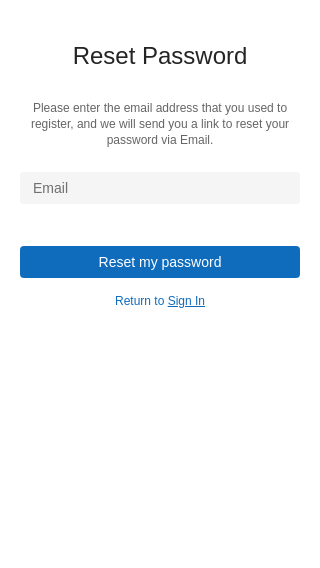 Reset Password
Please enter the email address that you used to
register, and we will send you a link to reset your
password via Email.
Email
Reset my password
Return to Sign In